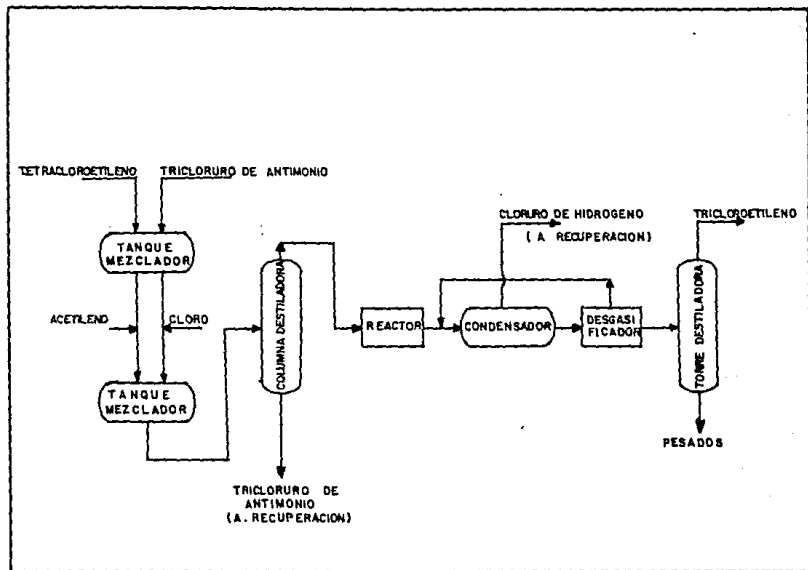 TETRACLOROETILENO
TRICLORURO DE ANTIMONIO
TANQUE
MEZCLADOR
ACETILENO
CLORO
TANQUE
MEZCLADOR
COLUMNA DESTILADORA
TRICLORURO DE
ANTIMONIO
(A. RECUPERACION)
REACTOR
CLORURO DE HIDROGENO
(A RECUPERACION)
CONDENSADOR
DESGASI
FICADOR
TRICLOROETILENO
TORRE DESTILADORA
PESADOS